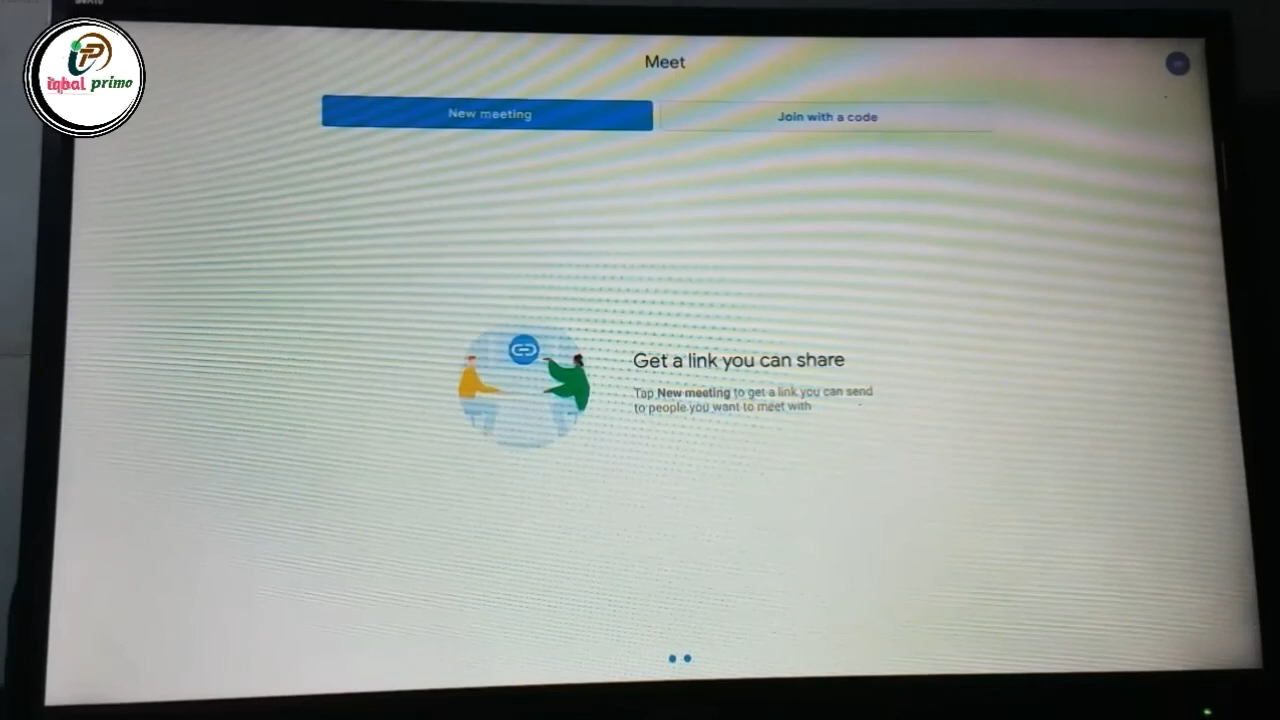 iqbal primo
Meet
New meeting
Join with a code
Get a link you can share
Tap New meeting to get a link you can send
to people you want to meet with